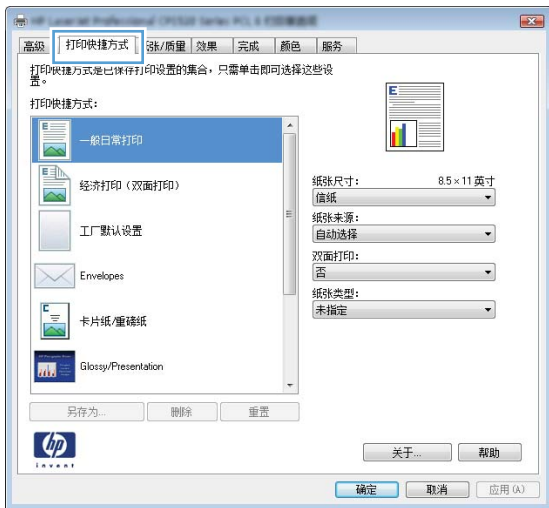 高级
打印快捷方式
张/质量
效果
完成
颜色
服务
打印快捷方式是已保存打印设置的集合，只需单击即可选择这些设
置。
打印快捷方式：
一般日常打印
经济打印（双面打印）
工厂默认设置
Envelopes
卡片纸/重磅纸
Glossy/Presentation
纸张尺寸： 8.5×11 英寸
信纸
纸张来源：
自动选择
双面打印：
否
纸张类型：
未指定
另存为... 删除 重置
hp
invent
关于... 帮助
确定 取消 应用(A)